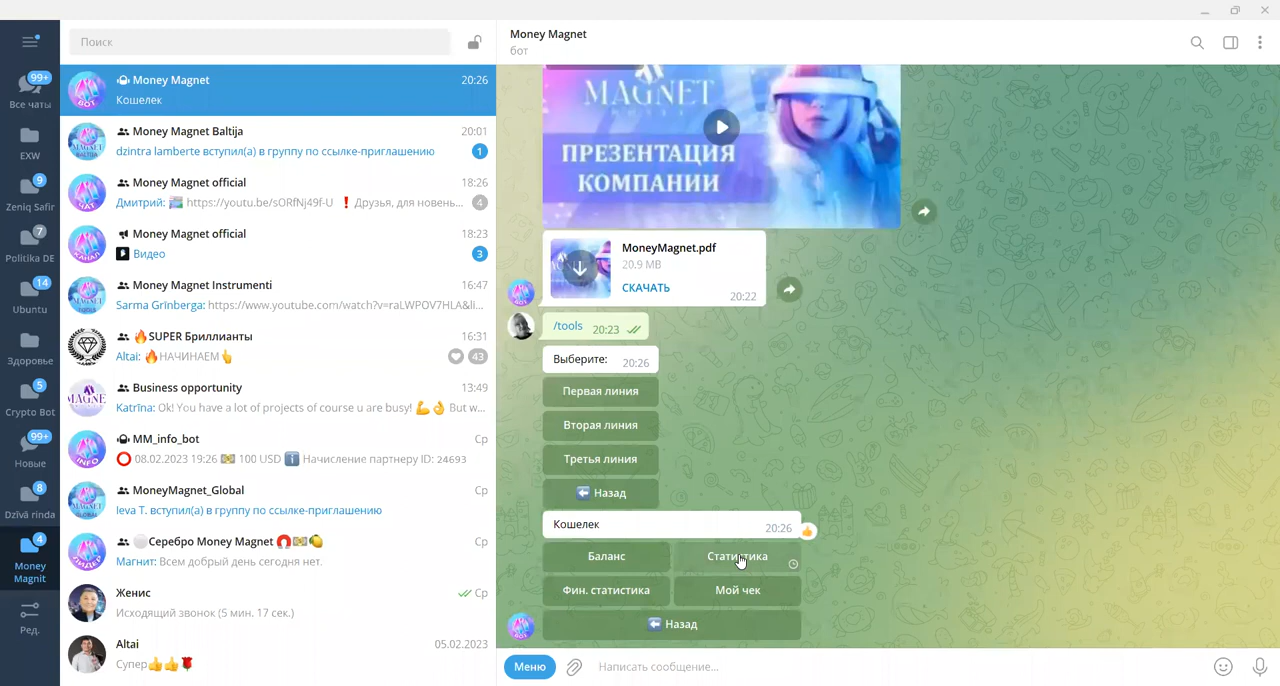 Поиск
Money Magnet
бот
99+
Все чаты
EXW
9
Zeniq Safir
7
Politika DE
14
Ubuntu
Здоровье
5
Crypto Bot
99+
Новые
8
Dzīvā rinda
4
Money
Magnit
Ред.
Money Magnet 20:26
Кошелек
Money Magnet Baltija 20:01
dzintra lamberte вступил(а) в группу по ссылке-приглашению 1
Money Magnet official 18:26
Дмитрий: https://youtu.be/sORfNj49f-U ❗ Друзья, для новень... 4
Money Magnet official 18:23
Видео 3
Money Magnet Instrumenti 16:47
Sarma Grīnberga: https://www.youtube.com/watch?v=raLWPOV7HLA&li...
🔥SUPER Бриллианты 16:31
Altai: 🔥НАЧИНАЕМ👆 43
Business opportunity 13:49
Katrīna: Ok! You have a lot of projects of course u are busy! 💪👌 But w...
MM_info_bot Ср
⭕ 08.02.2023 19:26 💵 100 USD ℹ️ Начисление партнеру ID: 24693
MoneyMagnet_Global Ср
Ieva T. вступил(а) в группу по ссылке-приглашению
⚪Серебро Money Magnet🧲💵🍋 Ср
Магнит: Всем добрый день сегодня нет.
Женис Ср
Исходящий звонок (5 мин. 17 сек.)
Altai 05.02.2023
Супер👍👍🌹
MAGNET
ПРЕЗЕНТАЦИЯ
КОМПАНИИ
MoneyMagnet.pdf
20.9 MB
СКАЧАТЬ
20:22
/tools 20:23
Выберите: 20:26
Первая линия
Вторая линия
Третья линия
⬅️ Назад
Кошелек 20:26 👍
Баланс Статистика
Фин. статистика Мой чек
⬅️ Назад
Меню Написать сообщение...